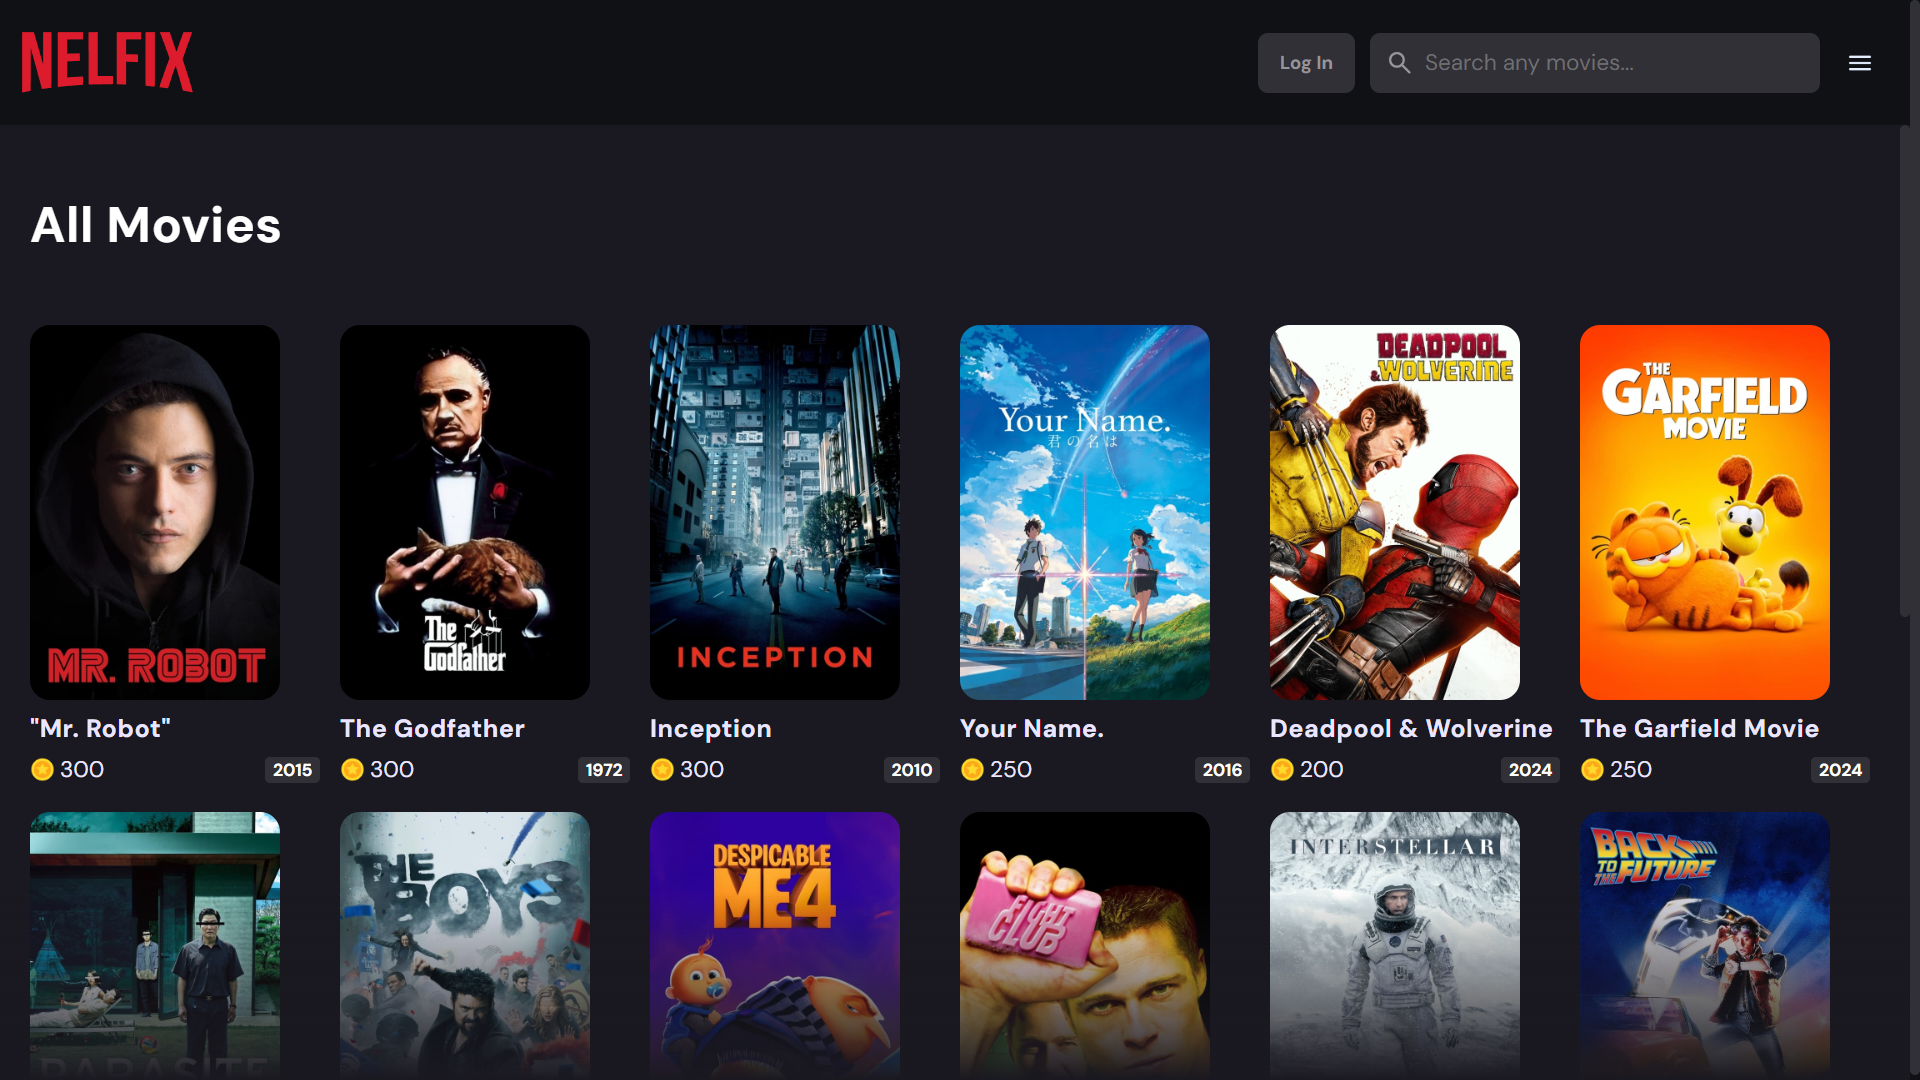 NELFIX
Log In
Search any movies...
All Movies
MR. ROBOT
The
Godfather
INCEPTION
Your Name.
君の名は
DEADPOOL
& WOLVERINE
THE
GARFIELD
MOVIE
"Mr. Robot"
The Godfather
Inception
Your Name.
Deadpool & Wolverine
The Garfield Movie
300
2015
300
1972
300
2010
250
2016
200
2024
250
2024
PARASITE
THE
BOYS
DESPICABLE
ME 4
FIGHT
CLUB
INTERSTELLAR
BACK
TO THE FUTURE